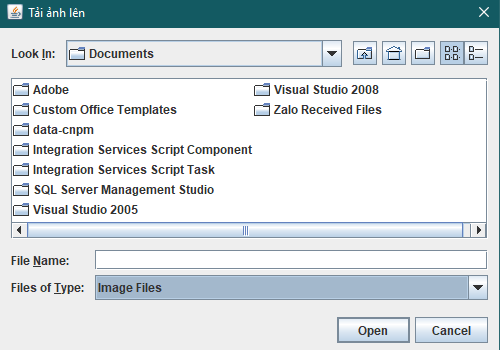 Tải ảnh lên
Look In: Documents
Adobe
Custom Office Templates
data-cnpm
Integration Services Script Component
Integration Services Script Task
SQL Server Management Studio
Visual Studio 2005
Visual Studio 2008
Zalo Received Files
File Name:
Files of Type: Image Files
Open Cancel